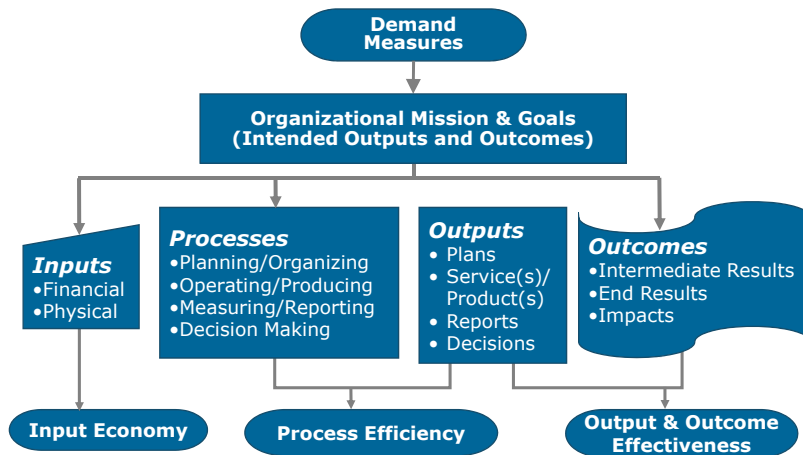 Demand
Measures
Organizational Mission & Goals
(Intended Outputs and Outcomes)
Inputs
•Financial
•Physical
Processes
•Planning/Organizing
•Operating/Producing
•Measuring/Reporting
•Decision Making
Outputs
• Plans
• Service(s)/
Product(s)
• Reports
• Decisions
Outcomes
•Intermediate Results
•End Results
•Impacts
Input Economy
Process Efficiency
Output & Outcome
Effectiveness